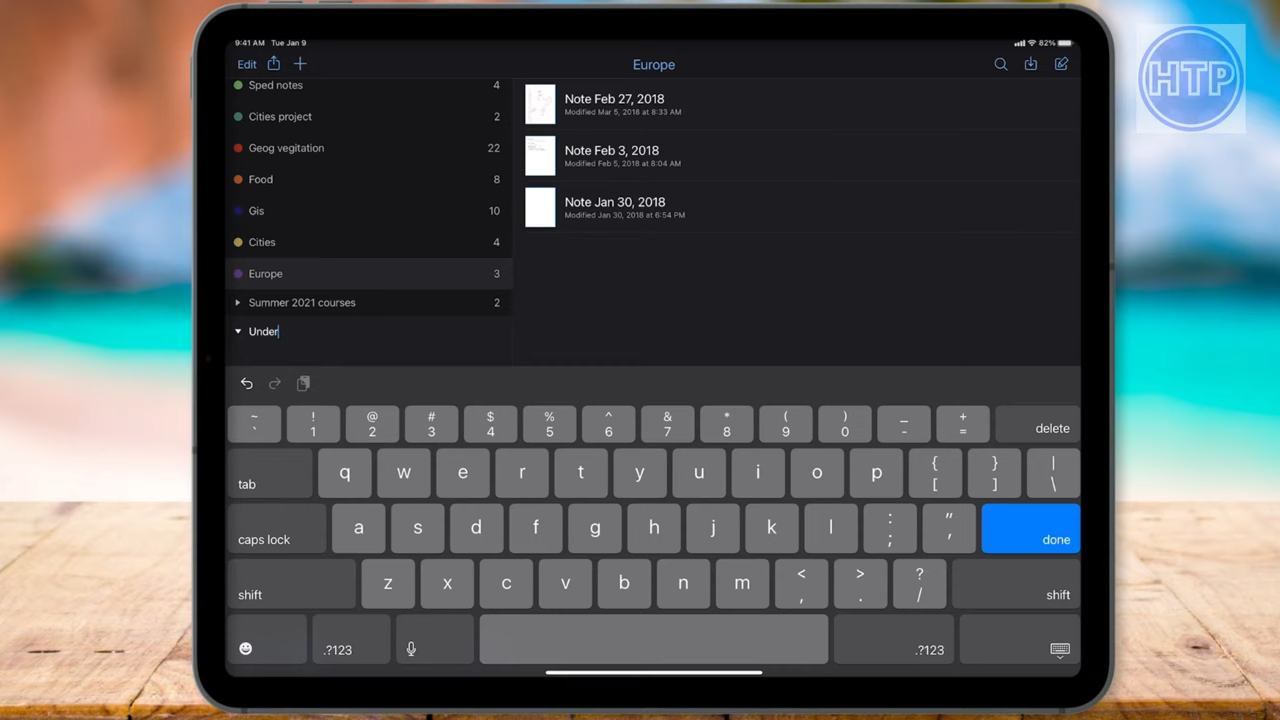 HTP
9:41 AM Tue Jan 9
82%
Edit
Europe
Sped notes 4
Cities project 2
Geog vegitation 22
Food 8
Gis 10
Cities 4
Europe 3
Summer 2021 courses 2
Under
Note Feb 27, 2018
Modified Mar 5, 2018 at 8:33 AM
Note Feb 3, 2018
Modified Feb 5, 2018 at 8:04 AM
Note Jan 30, 2018
Modified Jan 30, 2018 at 6:54 PM
~ ! @ # $ % ^ & * ( ) _ +
` 1 2 3 4 5 6 7 8 9 0 - = delete
tab q w e r t y u i o p { [ } ] | \
caps lock a s d f g h j k l : ; " ' done
shift z x c v b n m < , > . ? / shift
.?123 .?123